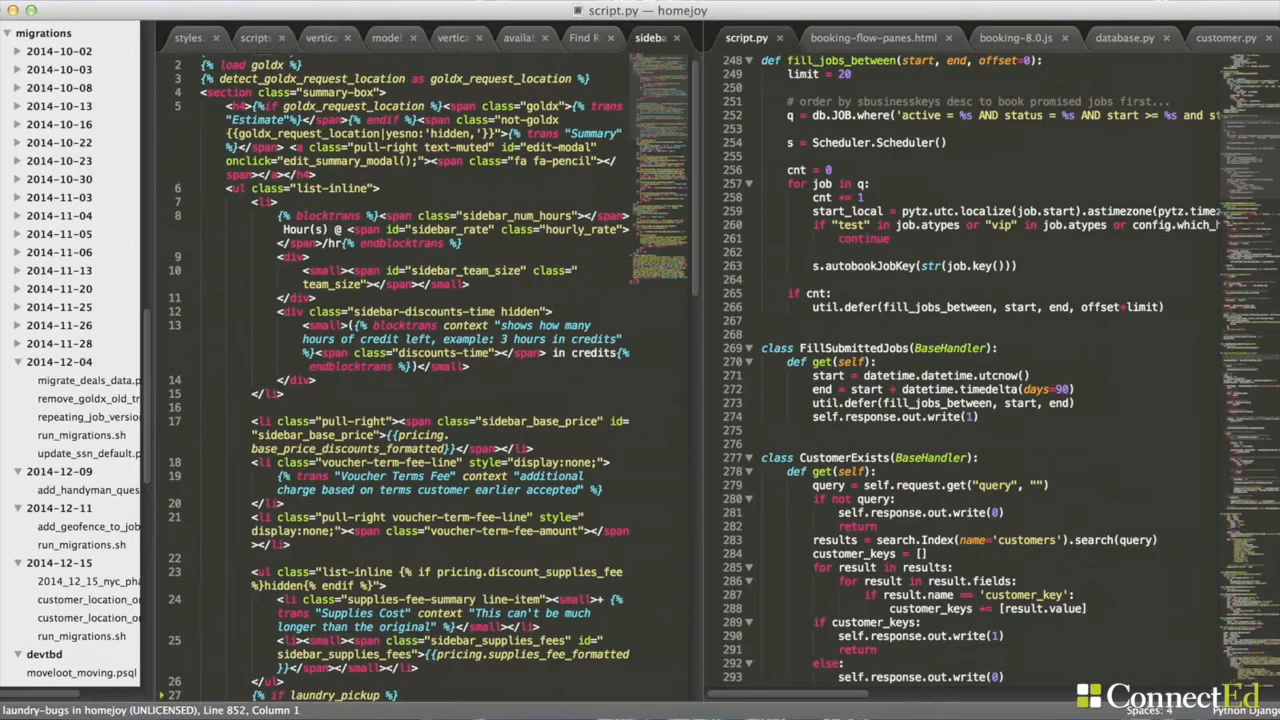 script.py — homejoy
migrations
2014-10-02
2014-10-03
2014-10-08
2014-10-13
2014-10-16
2014-10-22
2014-10-23
2014-10-30
2014-11-03
2014-11-04
2014-11-05
2014-11-06
2014-11-13
2014-11-20
2014-11-25
2014-11-26
2014-11-28
2014-12-04
migrate_deals_data.p
remove_goldx_old_tr
repeating_job_version
run_migrations.sh
update_ssn_default.p
2014-12-09
add_handyman_ques
2014-12-11
add_geofence_to_job
run_migrations.sh
2014-12-15
2014_12_15_nyc_pha
customer_location_or
customer_location_or
run_migrations.sh
devtbd
moveloot_moving.psql
styles. × scripts × vertica × model × vertica × availa × Find R × sideba ×
2 {% load goldx %}
3 {% detect_goldx_request_location as goldx_request_location %}
4 <section class="summary-box">
5 <h4>{%if goldx_request_location %}<span class="goldx">{% trans
"Estimate"%}</span>{% endif %}<span class="not-goldx
{{goldx_request_location|yesno:'hidden,'}}">{% trans "Summary"
%}</span> <a class="pull-right text-muted" id="edit-modal"
onclick="edit_summary_modal();"><span class="fa fa-pencil"></
span></a></h4>
6 <ul class="list-inline">
7 <li>
8 {% blocktrans %}<span class="sidebar_num_hours"></span>
Hour(s) @ <span id="sidebar_rate" class="hourly_rate">
</span>/hr{% endblocktrans %}
9 <div>
10 <small><span id="sidebar_team_size" class="
team_size"></span></small>
11 </div>
12 <div class="sidebar-discounts-time hidden">
13 <small>({% blocktrans context "shows how many
hours of credit left, example: 3 hours in credits"
%}<span class="discounts-time"></span> in credits{%
endblocktrans %})</small>
14 </div>
15 </li>
16
17 <li class="pull-right"><span class="sidebar_base_price" id=
"sidebar_base_price">{{pricing.
base_price_discounts_formatted}}</span></li>
18 <li class="voucher-term-fee-line" style="display:none;">
19 {% trans "Voucher Terms Fee" context "additional
charge based on terms customer earlier accepted" %}
20 </li>
21 <li class="pull-right voucher-term-fee-line" style="
display:none;"><span class="voucher-term-fee-amount"></span
></li>
22
23 <ul class="list-inline {% if pricing.discount_supplies_fee
%}hidden{% endif %}">
24 <li class="supplies-fee-summary line-item"><small>+ {%
trans "Supplies Cost" context "This can't be much
longer than the original" %}</small></li>
25 <li><small><span class="sidebar_supplies_fees" id="
sidebar_supplies_fees">{{pricing.supplies_fee_formatted
}}</span></small></li>
26 </ul>
27 {% if laundry_pickup %}
script.py × booking-flow-panes.html × booking-8.0.js × database.py × customer.py ×
248 def fill_jobs_between(start, end, offset=0):
249 limit = 20
250
251 # order by sbusinesskeys desc to book promised jobs first...
252 q = db.JOB.where('active = %s AND status = %s AND start >= %s and st
253
254 s = Scheduler.Scheduler()
255
256 cnt = 0
257 for job in q:
258 cnt += 1
259 start_local = pytz.utc.localize(job.start).astimezone(pytz.time
260 if "test" in job.atypes or "vip" in job.atypes or config.which_h
261 continue
262
263 s.autobookJobKey(str(job.key()))
264
265 if cnt:
266 util.defer(fill_jobs_between, start, end, offset+limit)
267
268
269 class FillSubmittedJobs(BaseHandler):
270 def get(self):
271 start = datetime.datetime.utcnow()
272 end = start + datetime.timedelta(days=90)
273 util.defer(fill_jobs_between, start, end)
274 self.response.out.write(1)
275
276
277 class CustomerExists(BaseHandler):
278 def get(self):
279 query = self.request.get("query", "")
280 if not query:
281 self.response.out.write(0)
282 return
283 results = search.Index(name='customers').search(query)
284 customer_keys = []
285 for result in results:
286 for result in result.fields:
287 if result.name == 'customer_key':
288 customer_keys += [result.value]
289 if customer_keys:
290 self.response.out.write(1)
291 return
292 else:
293 self.response.out.write(0)
ConnectEd
laundry-bugs in homejoy (UNLICENSED), Line 852, Column 1
Spaces: 4
Python Django